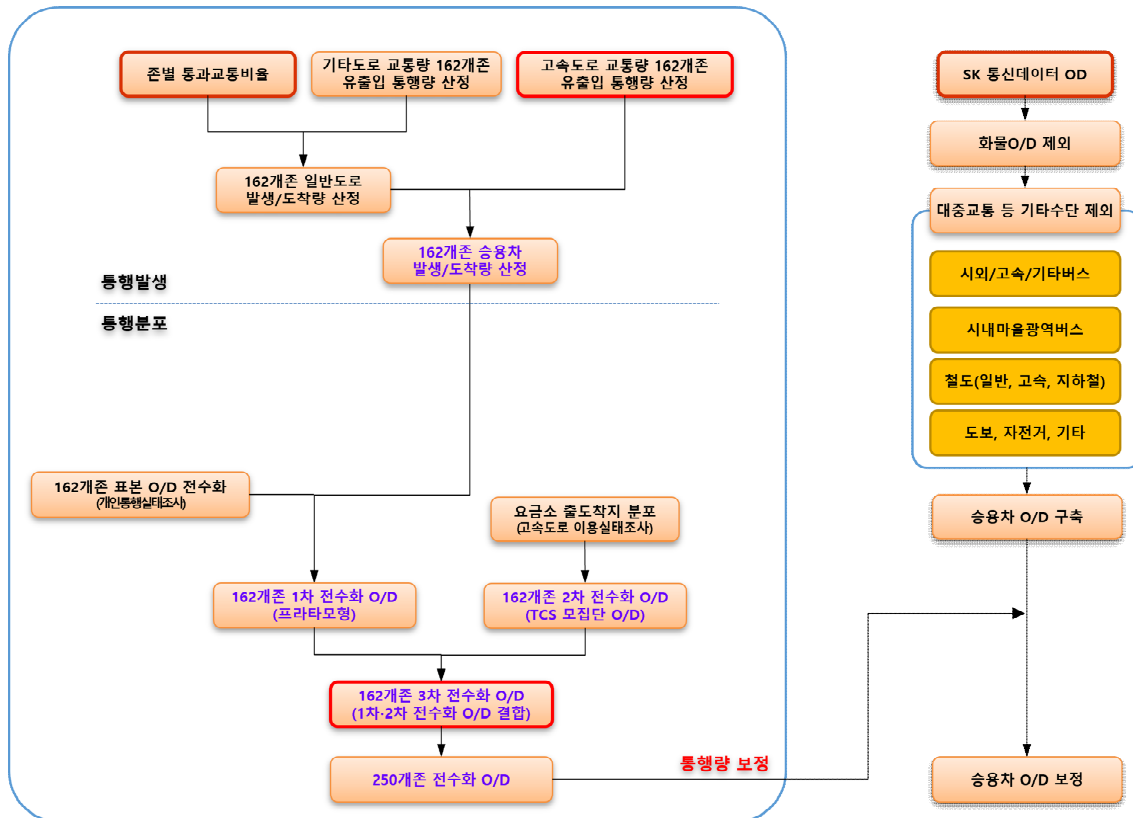 존별 통과교통비율
기타도로 교통량 162개존
유출입 통행량 산정
고속도로 교통량 162개존
유출입 통행량 산정
162개존 일반도로
발생/도착량 산정
162개존 승용차
발생/도착량 산정
통행발생
통행분포
162개존 표본 O/D 전수화
(개인통행실태조사)
요금소 출도착지 분포
(고속도로 이용실태조사)
162개존 1차 전수화 O/D
(프라타모형)
162개존 2차 전수화 O/D
(TCS 모집단 O/D)
162개존 3차 전수화 O/D
(1차·2차 전수화 O/D 결합)
250개존 전수화 O/D
통행량 보정
SK 통신데이터 OD
화물O/D 제외
대중교통 등 기타수단 제외
시외/고속/기타버스
시내마을광역버스
철도(일반, 고속, 지하철)
도보, 자전거, 기타
승용차 O/D 구축
승용차 O/D 보정